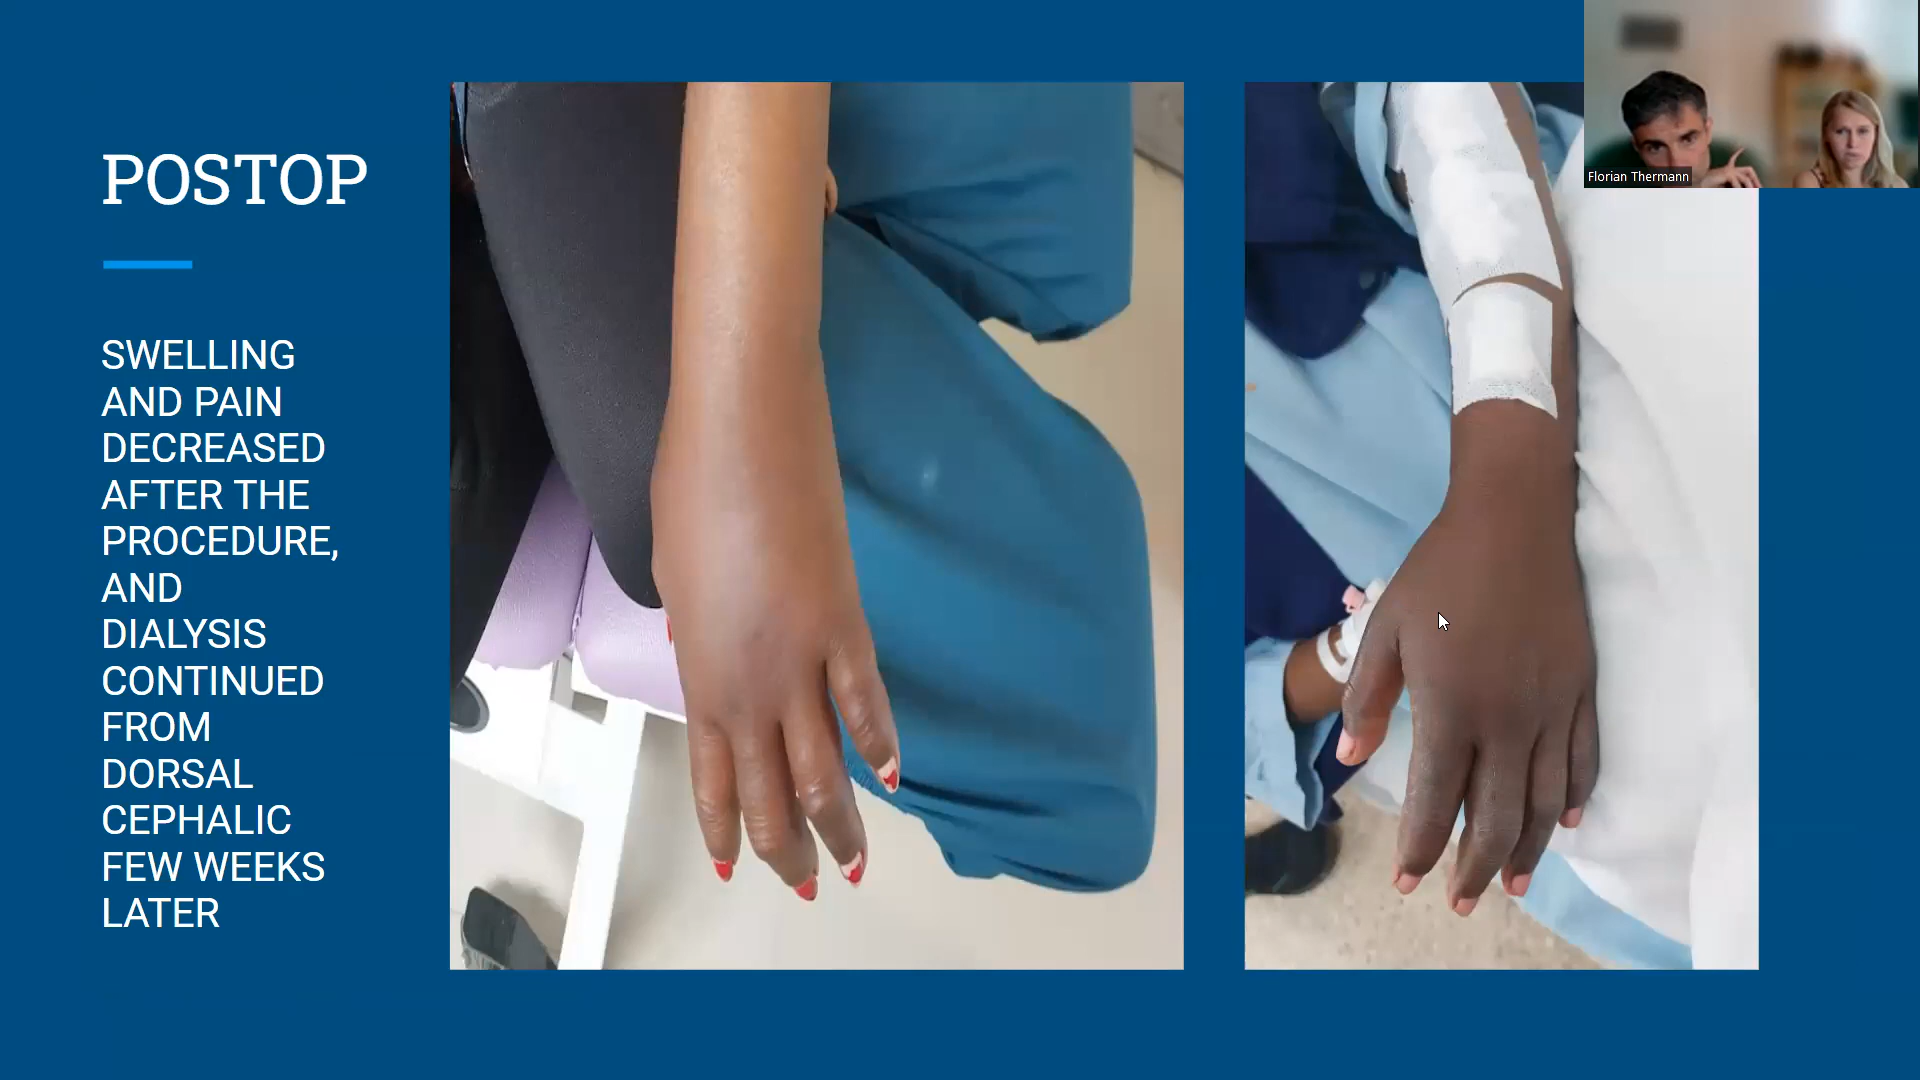 POSTOP
SWELLING
AND PAIN
DECREASED
AFTER THE
PROCEDURE,
AND
DIALYSIS
CONTINUED
FROM
DORSAL
CEPHALIC
FEW WEEKS
LATER
Florian Thermann